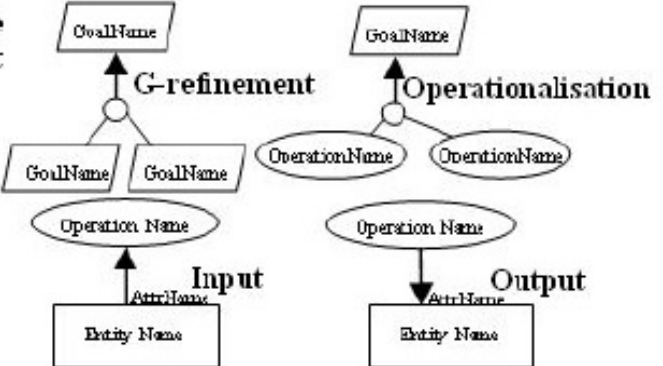 GoalName
GoalName
G-refinement
Operationalisation
GoalName
GoalName
OperationName
OperationName
Operation Name
Operation Name
Input
Output
AttrName
AttrName
Entity Name
Entity Name